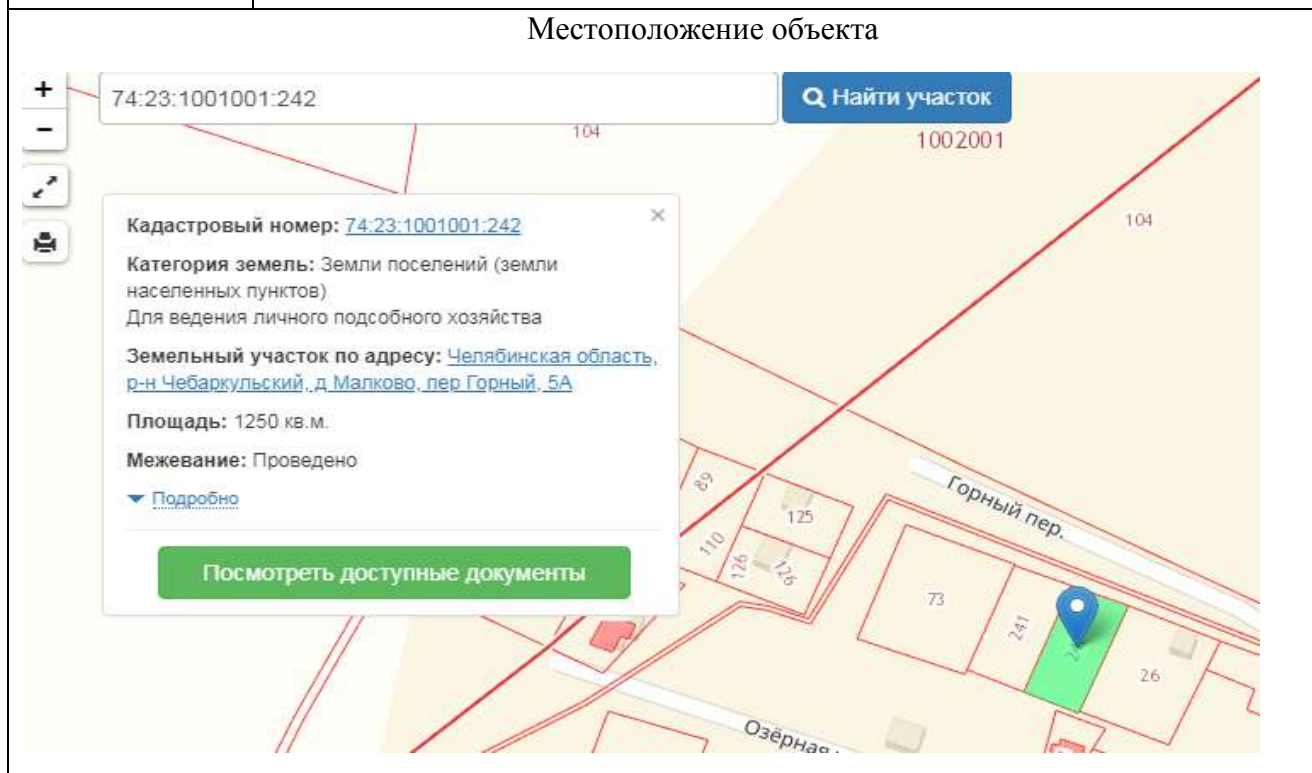 Местоположение объекта
+
74:23:1001001:242
Найти участок
−
104
1002001
104
×
Кадастровый номер: 74:23:1001001:242
Категория земель: Земли поселений (земли
населенных пунктов)
Для ведения личного подсобного хозяйства
Земельный участок по адресу: Челябинская область,
р-н Чебаркульский, д Малково, пер Горный, 5А
Площадь: 1250 кв.м.
Межевание: Проведено
Подробно
Посмотреть доступные документы
89
125
110
126
126
Горный пер.
73
241
26
Озёрная